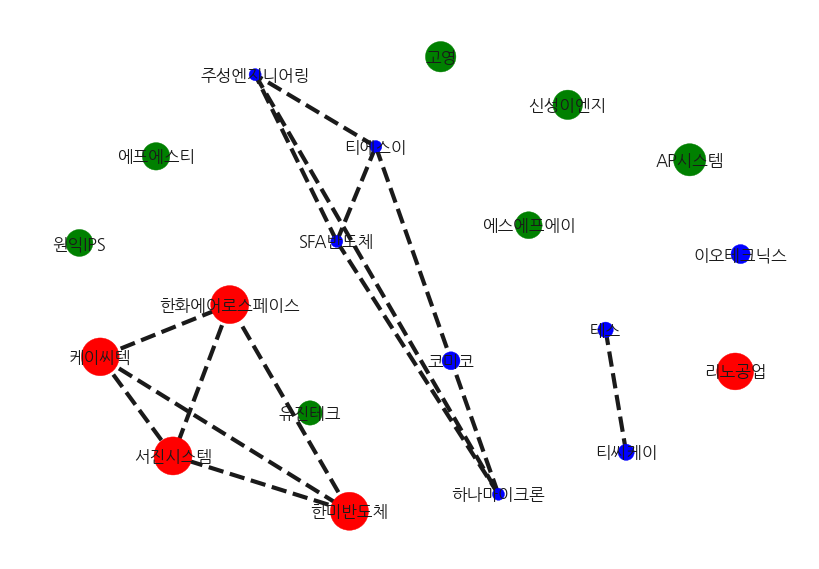 고영
주성엔지니어링
신성이엔지
티에스이
에프에스티
AP시스템
에스에프에이
SFA반도체
원익IPS
이오테크닉스
한화에어로스페이스
테스
케이씨텍
코미코
리노공업
유진테크
티씨케이
서진시스템
하나마이크론
한미반도체